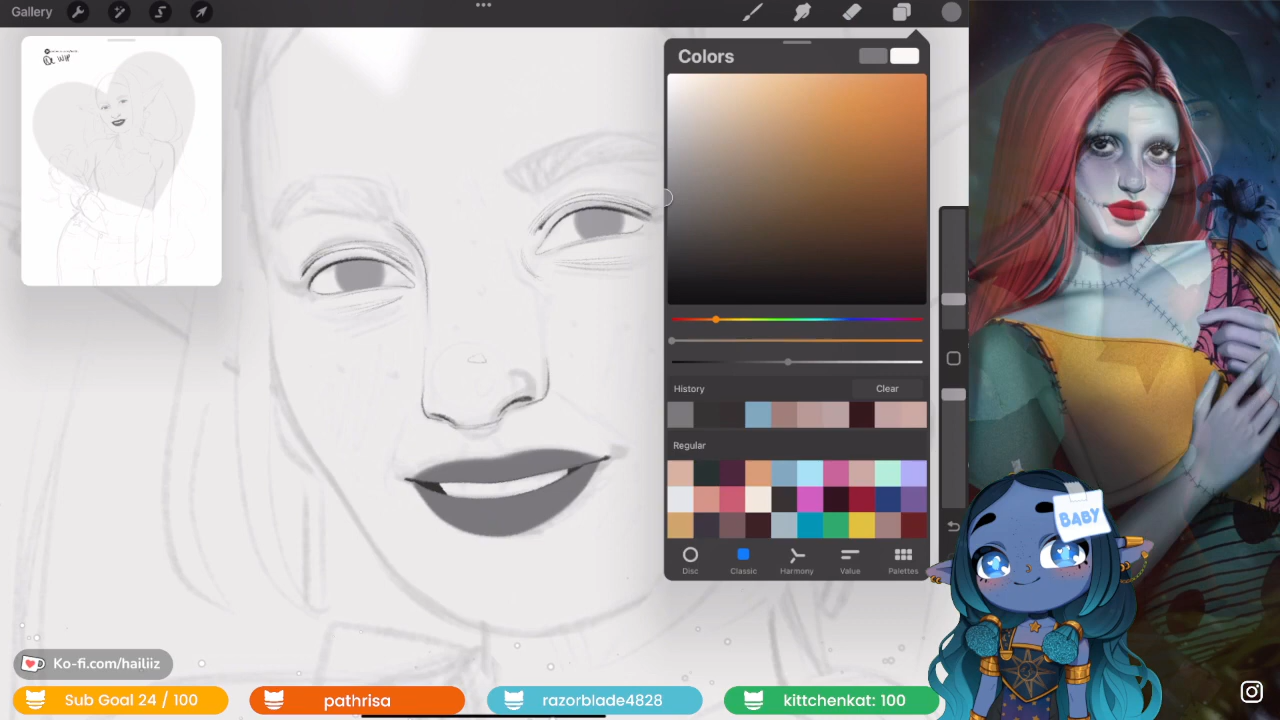 Gallery
Colors
History
Clear
Regular
Disc
Classic
Harmony
Value
Palettes
BABY
Ko-fi.com/hailiiz
Sub Goal 24 / 100
pathrisa
razorblade4828
kittchenkat: 100